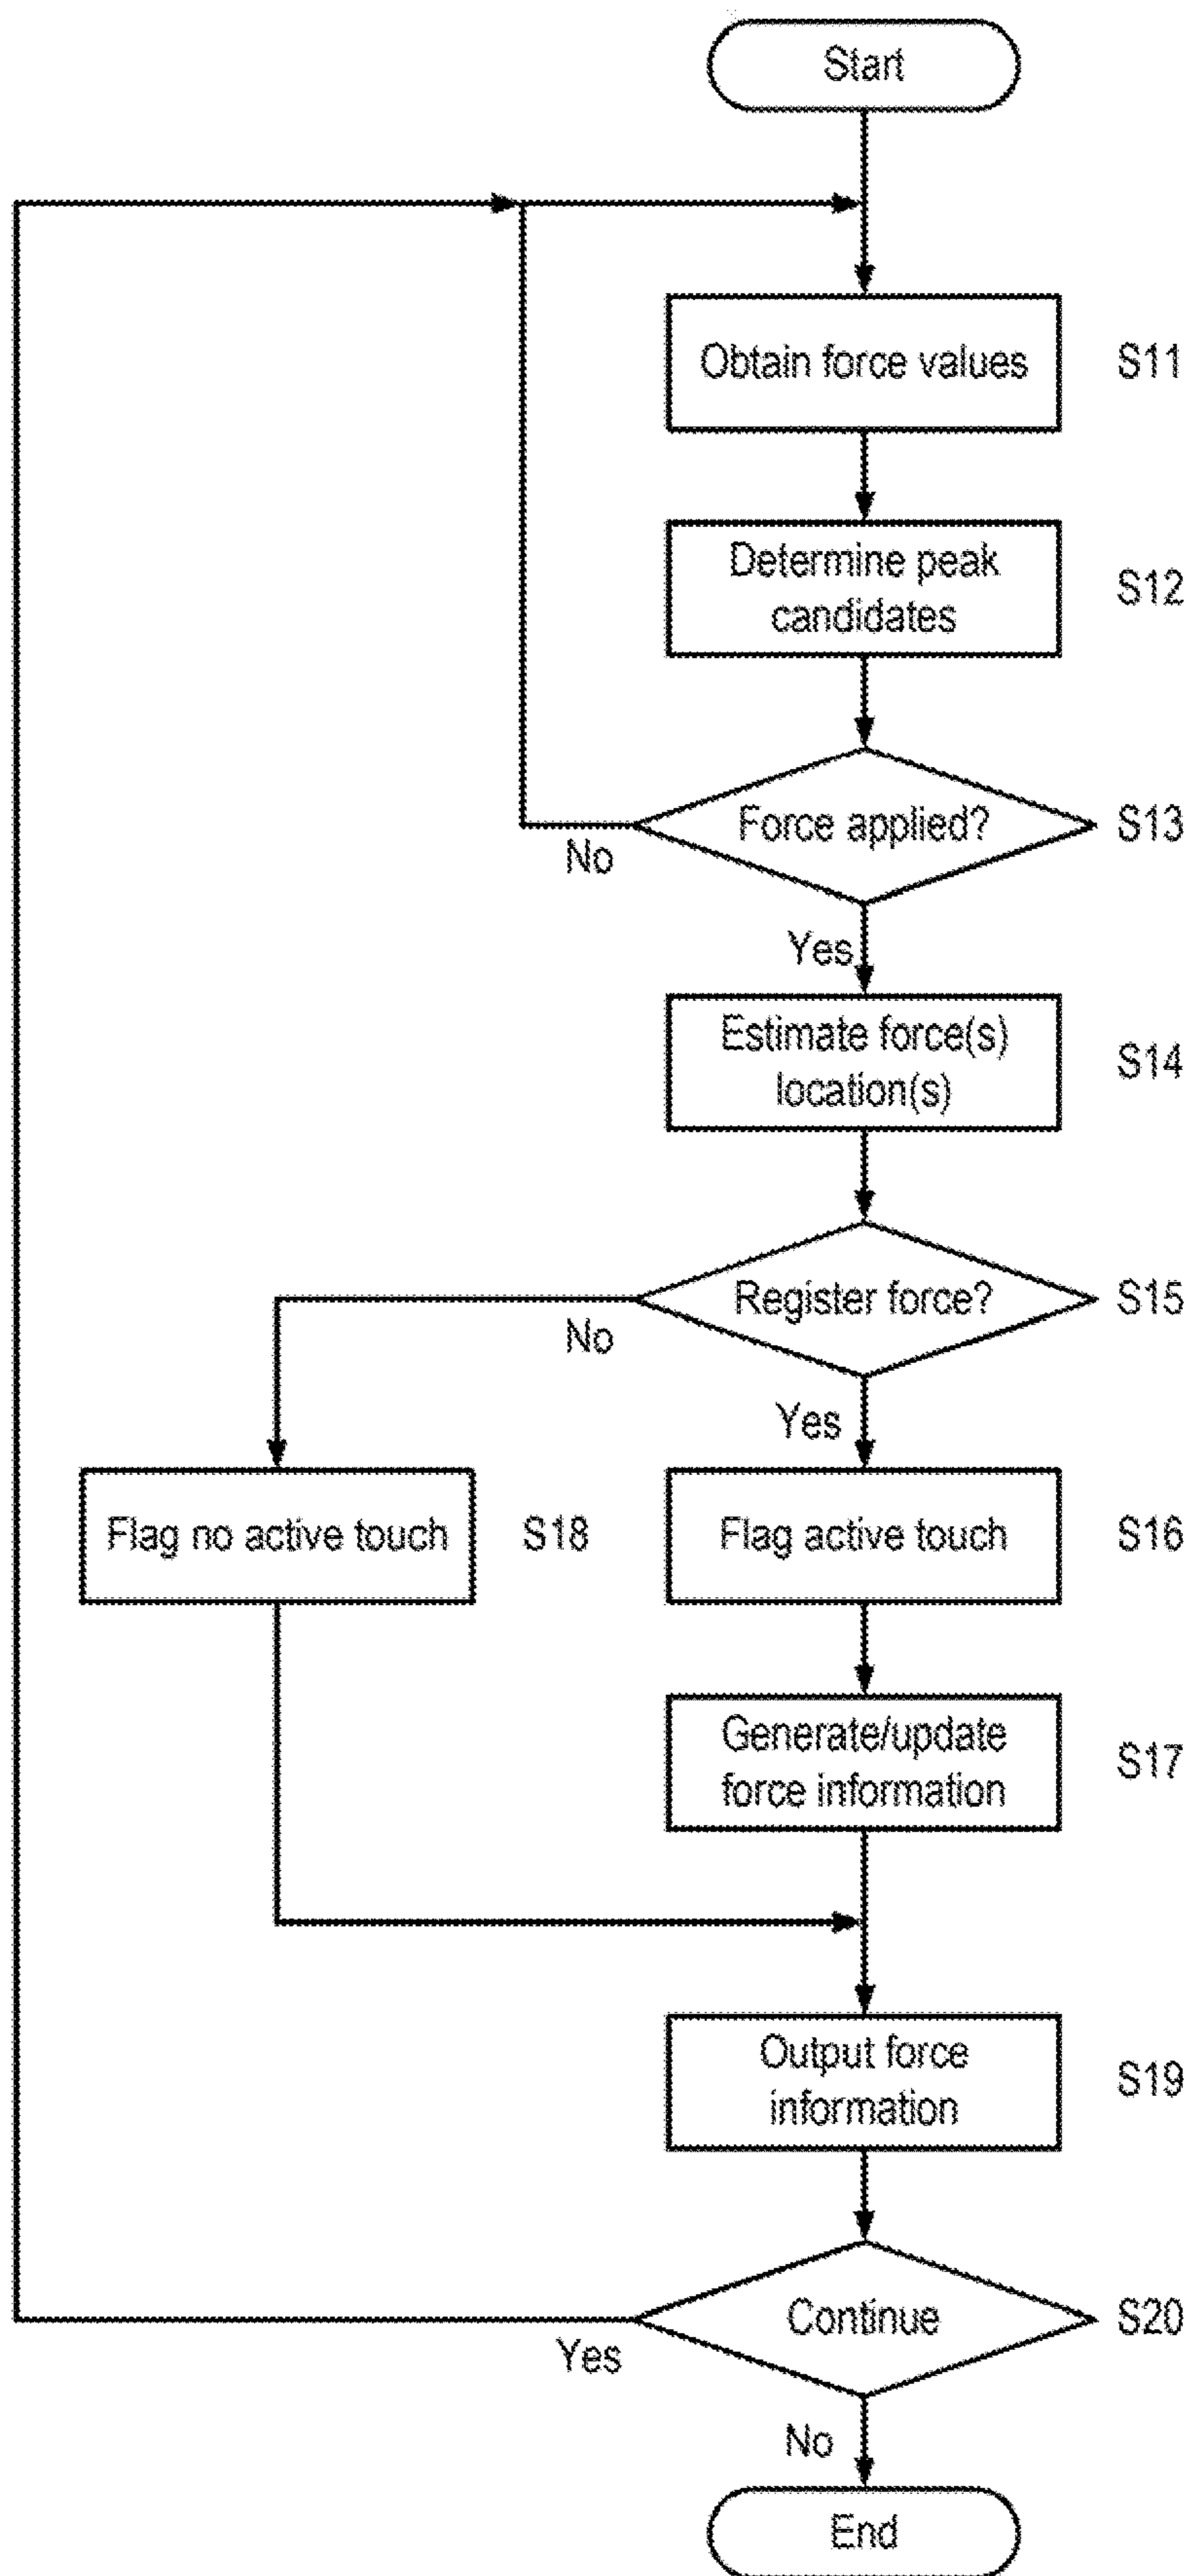 Start
Obtain force values
S11
Determine peak
candidates
S12
Force applied?
S13
No
Yes
Estimate force(s)
location(s)
S14
Register force?
S15
No
Yes
Flag no active touch
S18
Flag active touch
S16
Generate/update
force information
S17
Output force
information
S19
Continue
S20
Yes
No
End